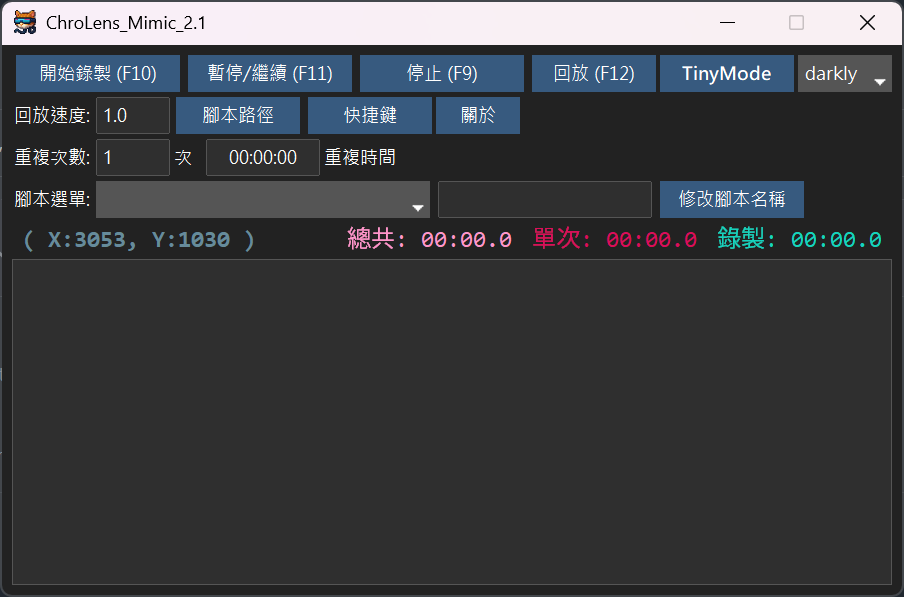 ChroLens_Mimic_2.1
開始錄製 (F10) 暫停/繼續 (F11) 停止 (F9) 回放 (F12) TinyMode darkly
回放速度: 1.0 腳本路徑 快捷鍵 關於
重複次數: 1 次 00:00:00 重複時間
腳本選單: 修改腳本名稱
( X:3053, Y:1030 ) 總共: 00:00.0 單次: 00:00.0 錄製: 00:00.0